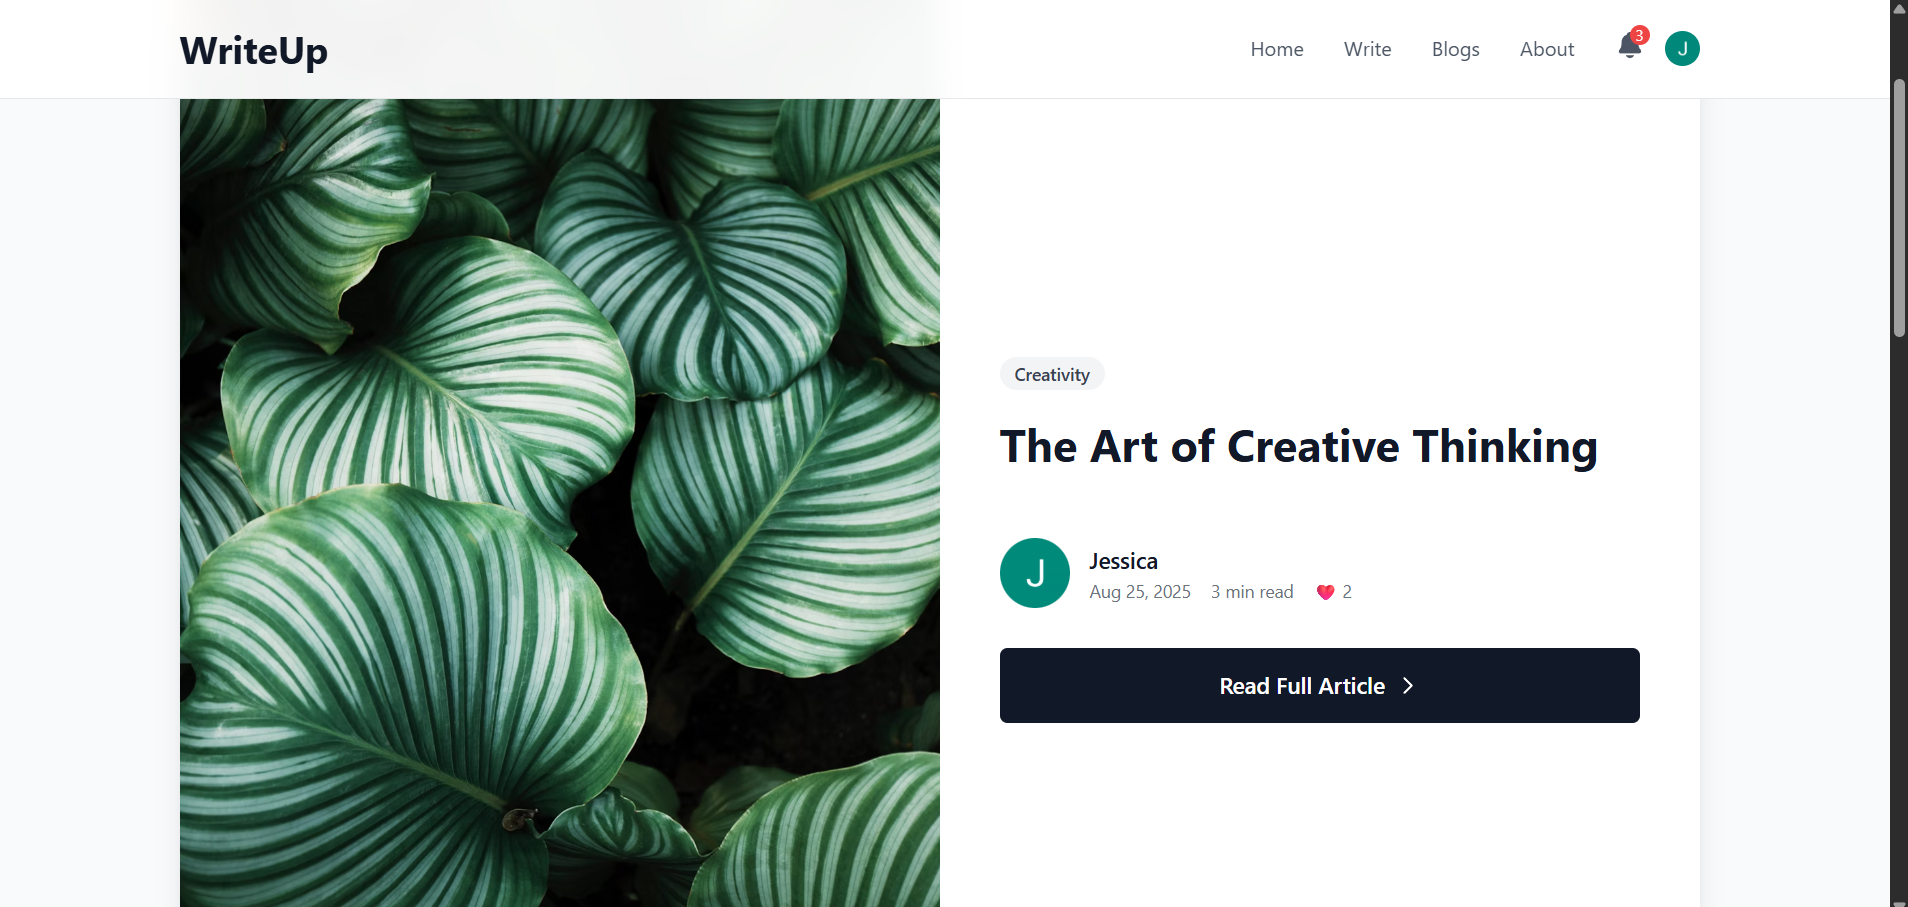 WriteUp
Home Write Blogs About 3 J
Creativity
The Art of Creative Thinking
J
Jessica
Aug 25, 2025 3 min read ❤️ 2
Read Full Article